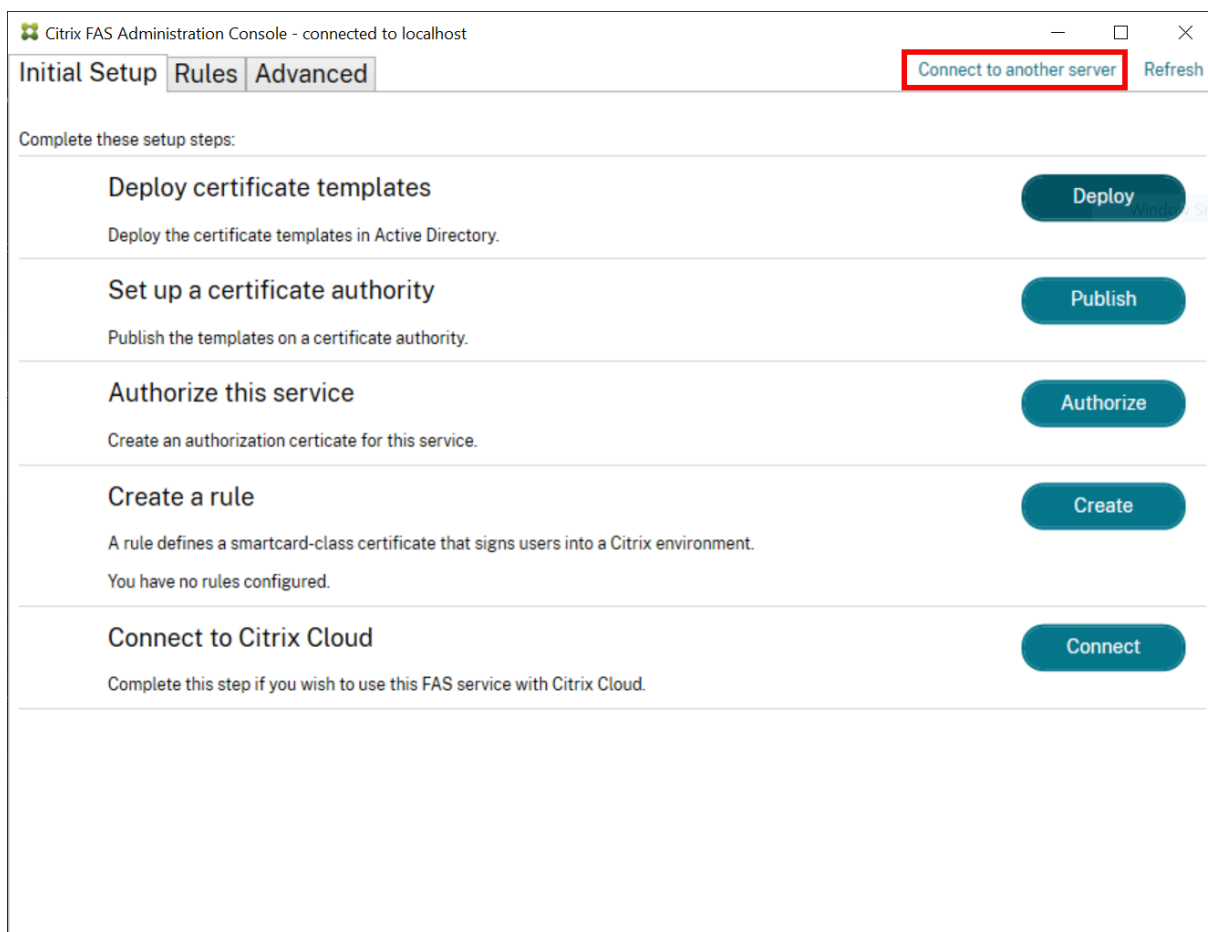 Citrix FAS Administration Console - connected to localhost
Initial Setup Rules Advanced Connect to another server Refresh
Complete these setup steps:
Deploy certificate templates
Deploy
Deploy the certificate templates in Active Directory.
Set up a certificate authority
Publish
Publish the templates on a certificate authority.
Authorize this service
Authorize
Create an authorization certicate for this service.
Create a rule
Create
A rule defines a smartcard-class certificate that signs users into a Citrix environment.
You have no rules configured.
Connect to Citrix Cloud
Connect
Complete this step if you wish to use this FAS service with Citrix Cloud.